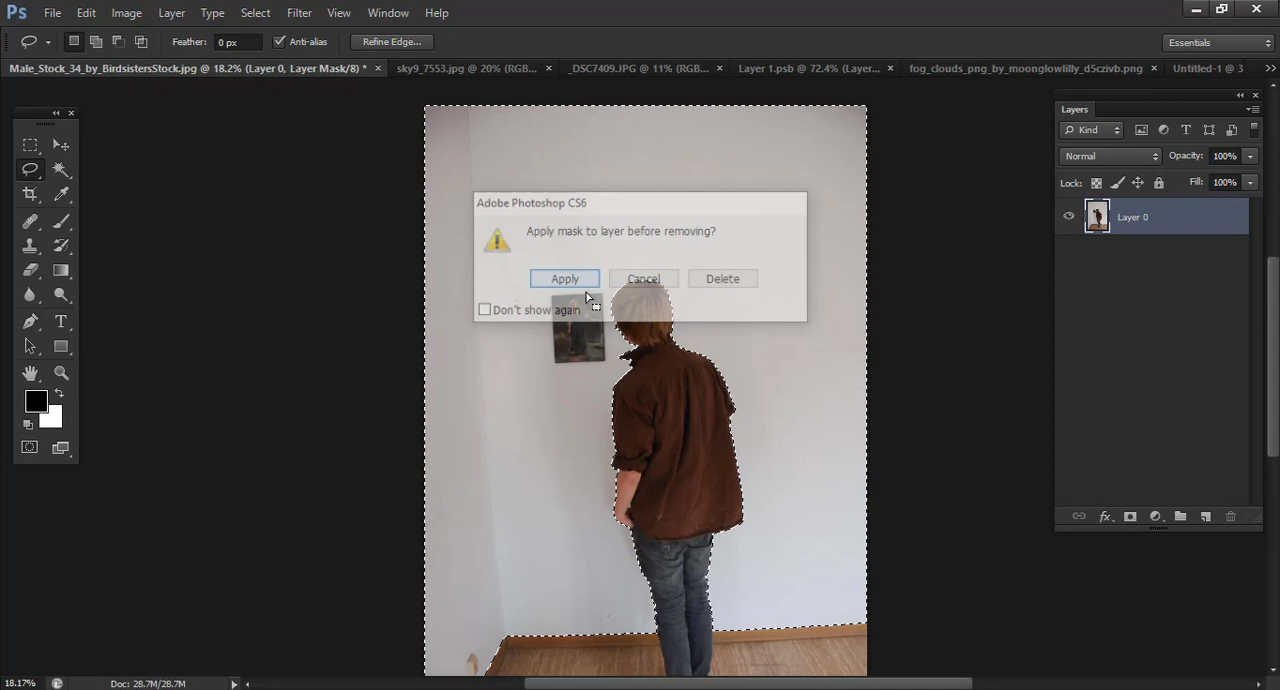 Ps File Edit Image Layer Type Select Filter View Window Help
Feather: 0 px Anti-alias Refine Edge... Essentials
Male_Stock_34_by_BirdsistersStock.jpg @ 18.2% (Layer 0, Layer Mask/8) * × sky9_7553.jpg @ 20% (RGB... × _DSC7409.JPG @ 11% (RGB... × Layer 1.psb @ 72.4% (Layer... × fog_clouds_png_by_moonglowlilly_d5czivb.png × Untitled-1 @ 3
Layers
Kind
Normal Opacity: 100%
Lock: Fill: 100%
Layer 0
Adobe Photoshop CS6
Apply mask to layer before removing?
Apply Cancel Delete
Don't show again
18.17% Doc: 28.7M/28.7M